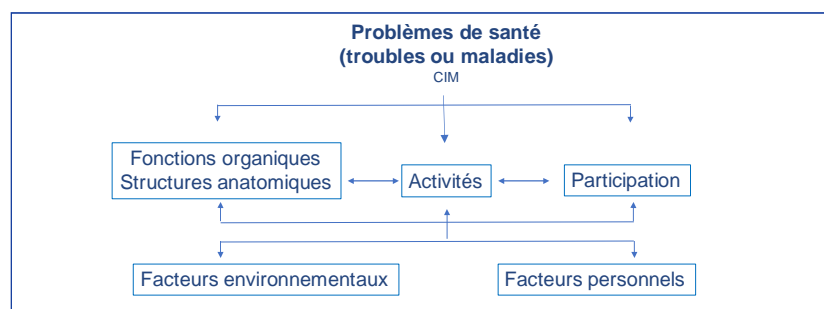 Problèmes de santé
(troubles ou maladies)
CIM
Fonctions organiques
Structures anatomiques
Activités
Participation
Facteurs environnementaux
Facteurs personnels